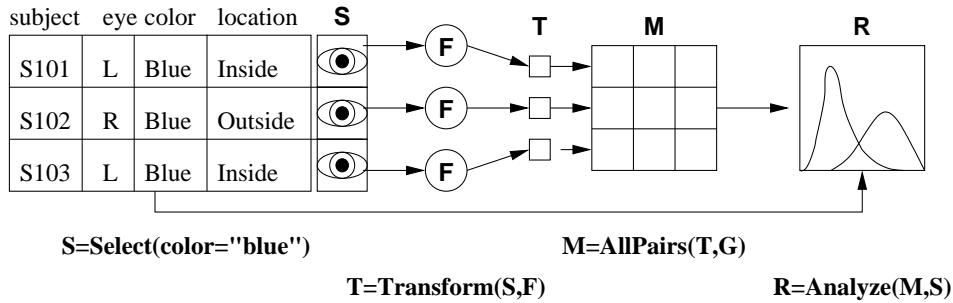 subject eye color location S T M R
S101 L Blue Inside F
S102 R Blue Outside F
S103 L Blue Inside F
S=Select(color="blue") M=AllPairs(T,G)
T=Transform(S,F) R=Analyze(M,S)